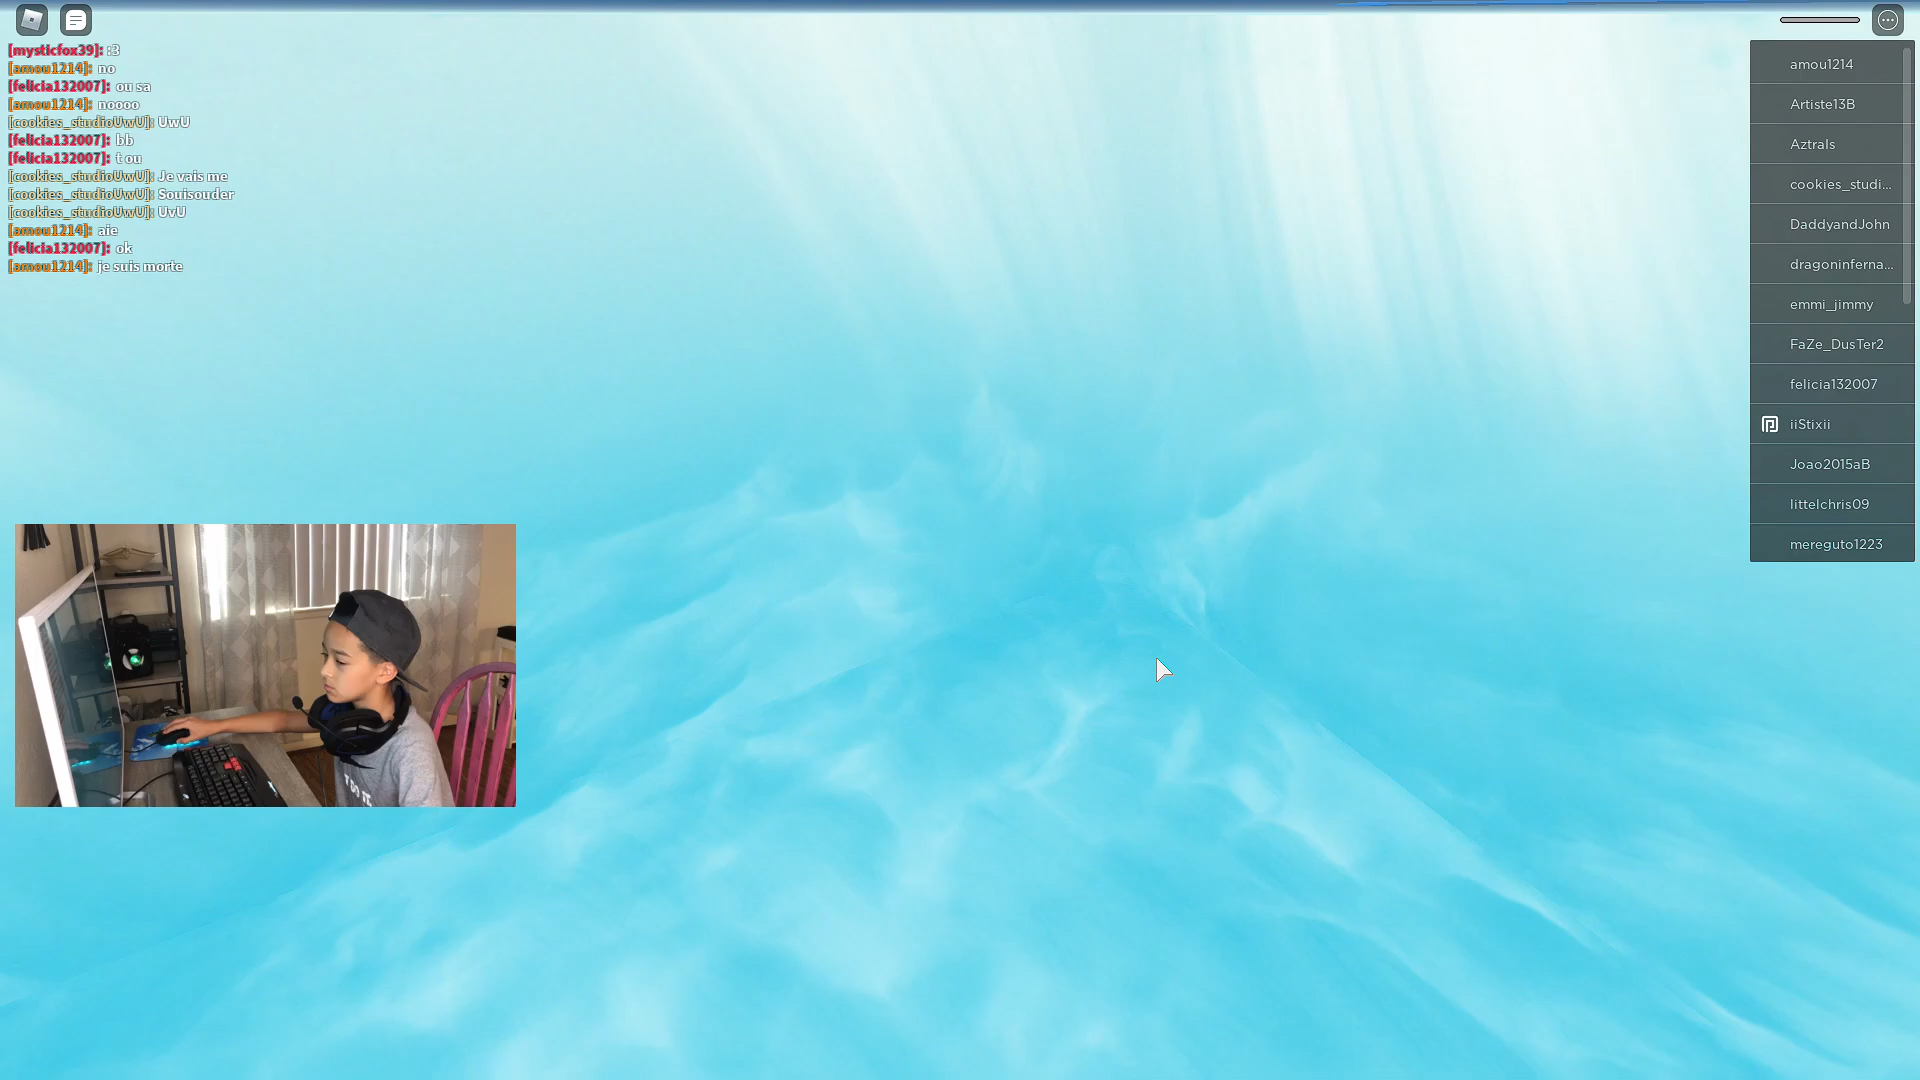 [mysticfox39]: :3
[amou1214]: no
[felicia132007]: ou sa
[amou1214]: noooo
[cookies_studioUwU]: UwU
[felicia132007]: bb
[felicia132007]: t ou
[cookies_studioUwU]: Je vais me
[cookies_studioUwU]: Souisouder
[cookies_studioUwU]: UvU
[amou1214]: aie
[felicia132007]: ok
[amou1214]: je suis morte
amou1214
Artiste13B
Aztrals
cookies_studi...
DaddyandJohn
dragoninferna...
emmi_jimmy
FaZe_DusTer2
felicia132007
iiStixii
Joao2015aB
littelchris09
mereguto1223